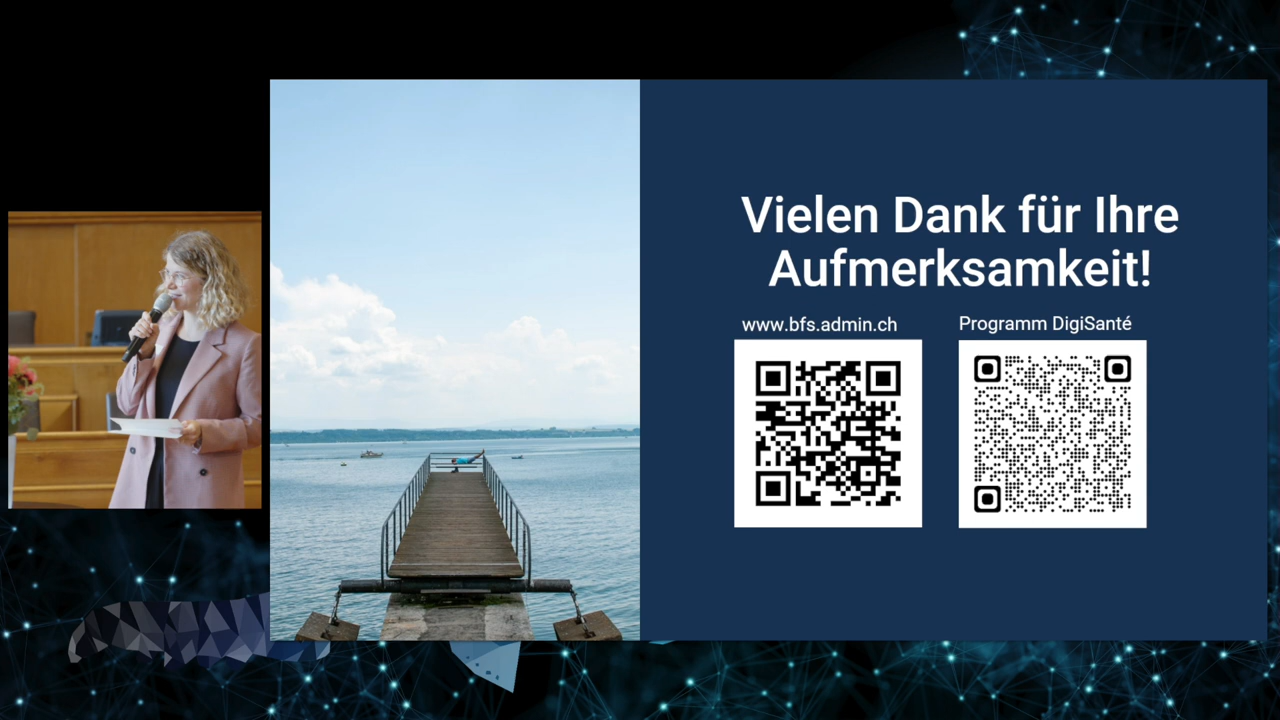 Vielen Dank für Ihre
Aufmerksamkeit!
www.bfs.admin.ch
Programm DigiSanté